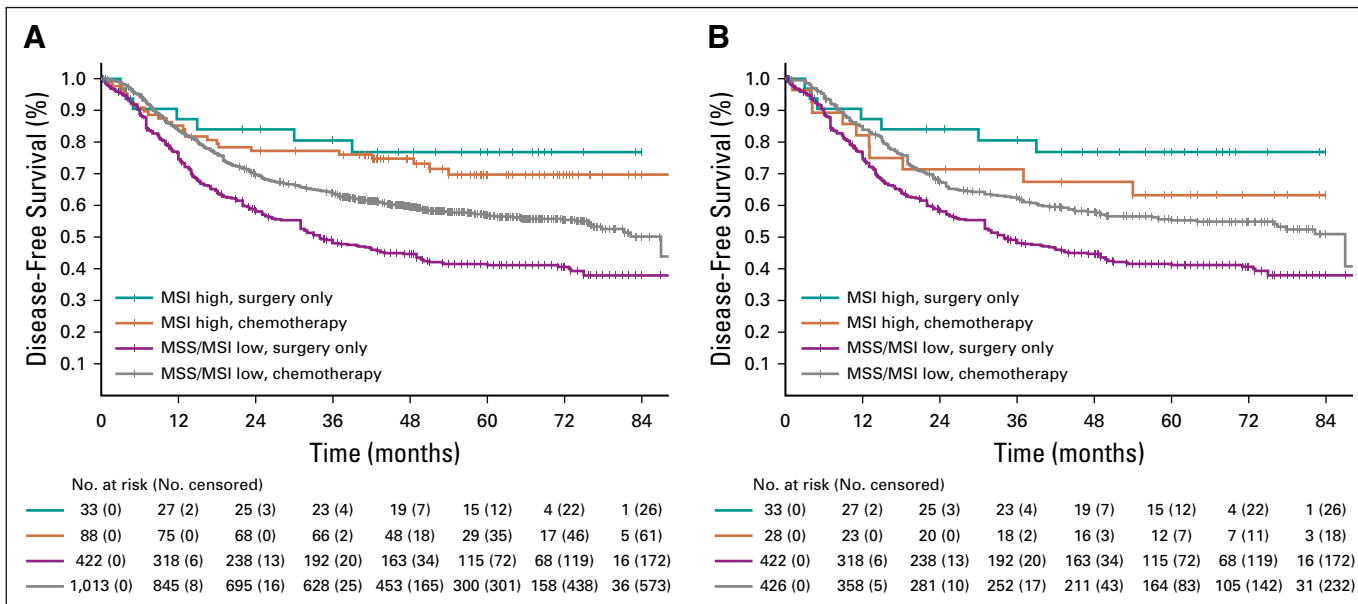 A
Disease-Free Survival (%)
1.0
0.9
0.8
0.7
0.6
0.5
0.4
0.3
0.2
0.1
MSI high, surgery only
MSI high, chemotherapy
MSS/MSI low, surgery only
MSS/MSI low, chemotherapy
0 12 24 36 48 60 72 84
Time (months)
No. at risk (No. censored)
33 (0) 27 (2) 25 (3) 23 (4) 19 (7) 15 (12) 4 (22) 1 (26)
88 (0) 75 (0) 68 (0) 66 (2) 48 (18) 29 (35) 17 (46) 5 (61)
422 (0) 318 (6) 238 (13) 192 (20) 163 (34) 115 (72) 68 (119) 16 (172)
1,013 (0) 845 (8) 695 (16) 628 (25) 453 (165) 300 (301) 158 (438) 36 (573)
B
Disease-Free Survival (%)
1.0
0.9
0.8
0.7
0.6
0.5
0.4
0.3
0.2
0.1
MSI high, surgery only
MSI high, chemotherapy
MSS/MSI low, surgery only
MSS/MSI low, chemotherapy
0 12 24 36 48 60 72 84
Time (months)
No. at risk (No. censored)
33 (0) 27 (2) 25 (3) 23 (4) 19 (7) 15 (12) 4 (22) 1 (26)
28 (0) 23 (0) 20 (0) 18 (2) 16 (3) 12 (7) 7 (11) 3 (18)
422 (0) 318 (6) 238 (13) 192 (20) 163 (34) 115 (72) 68 (119) 16 (172)
426 (0) 358 (5) 281 (10) 252 (17) 211 (43) 164 (83) 105 (142) 31 (232)